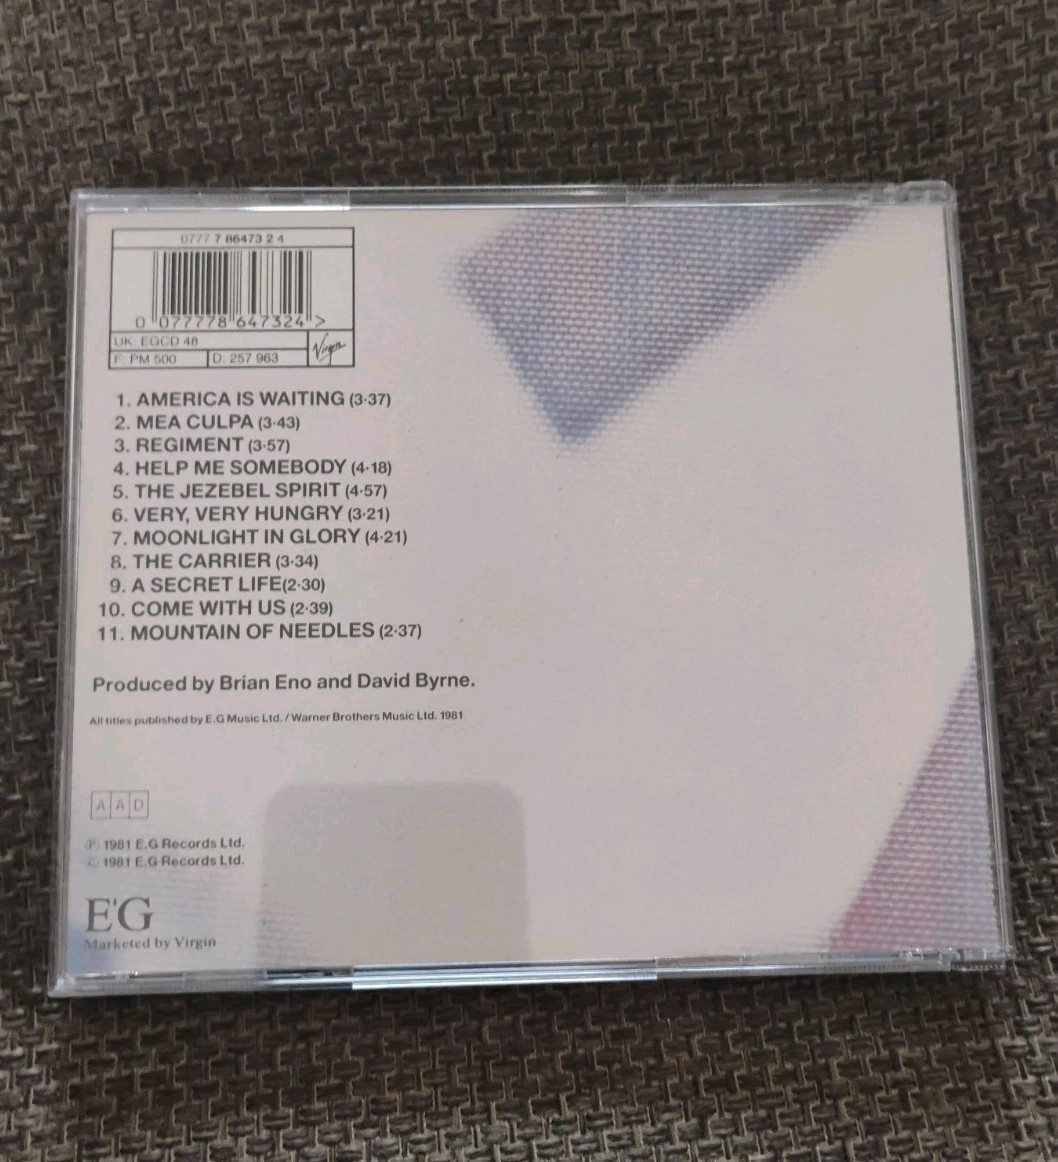 0777 7 86473 2 4
0 077778 647324 >
UK: EGCD 48
F: PM 500
D: 257 963
Virgin
1. AMERICA IS WAITING (3·37)
2. MEA CULPA (3·43)
3. REGIMENT (3·57)
4. HELP ME SOMEBODY (4·18)
5. THE JEZEBEL SPIRIT (4·57)
6. VERY, VERY HUNGRY (3·21)
7. MOONLIGHT IN GLORY (4·21)
8. THE CARRIER (3·34)
9. A SECRET LIFE(2·30)
10. COME WITH US (2·39)
11. MOUNTAIN OF NEEDLES (2·37)
Produced by Brian Eno and David Byrne.
All titles published by E.G Music Ltd. / Warner Brothers Music Ltd. 1981
A A D
Ⓟ 1981 E.G Records Ltd.
© 1981 E.G Records Ltd.
E'G
Marketed by Virgin